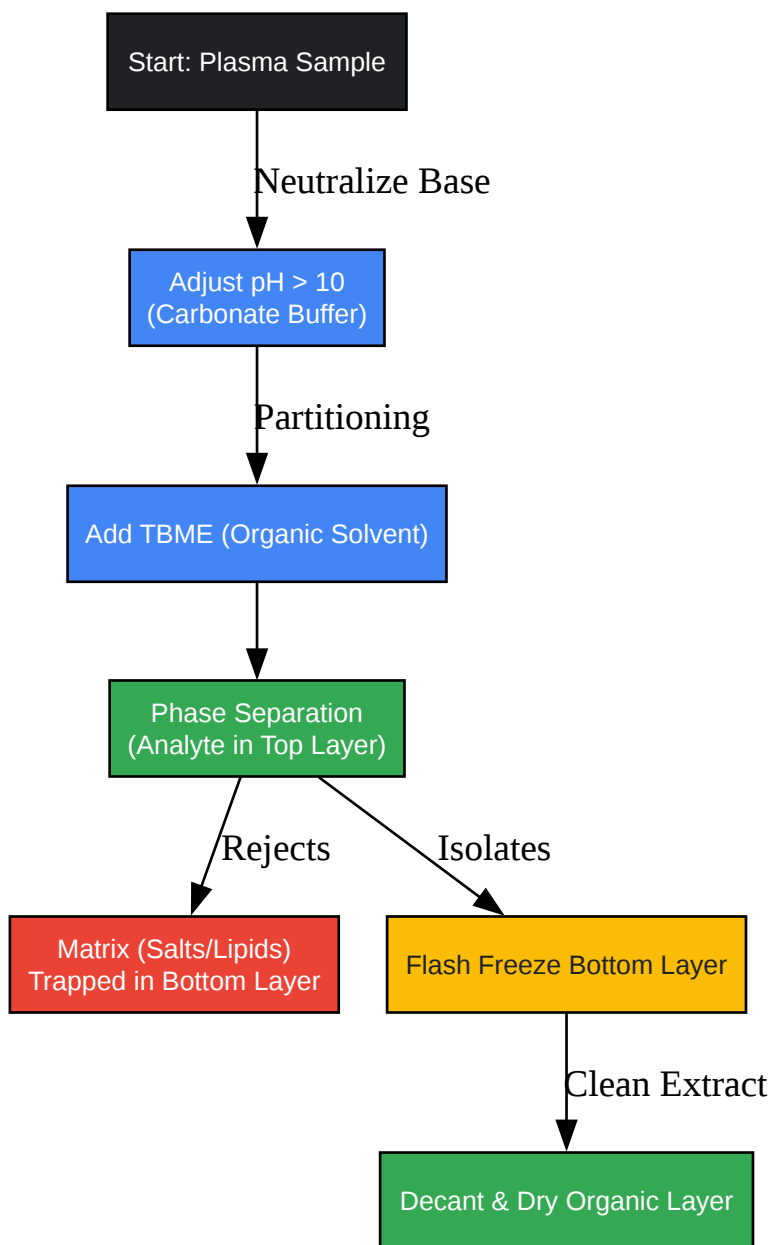 Start: Plasma Sample
Neutralize Base
Adjust pH > 10
(Carbonate Buffer)
Partitioning
Add TBME (Organic Solvent)
Phase Separation
(Analyte in Top Layer)
Rejects
Isolates
Matrix (Salts/Lipids)
Trapped in Bottom Layer
Flash Freeze Bottom Layer
Clean Extract
Decant & Dry Organic Layer